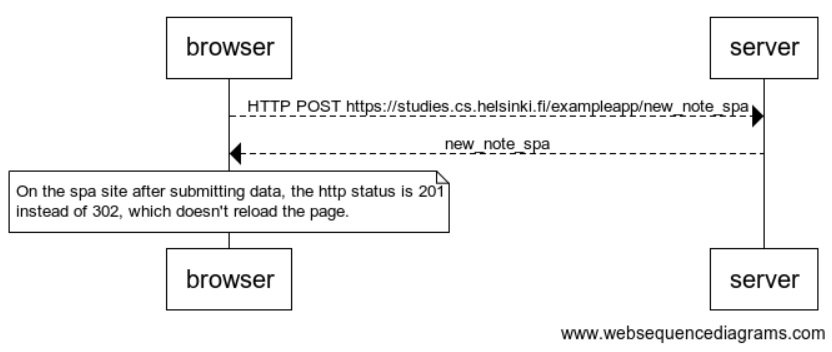 browser
server
HTTP POST https://studies.cs.helsinki.fi/exampleapp/new_note_spa
new_note_spa
On the spa site after submitting data, the http status is 201
instead of 302, which doesn't reload the page.
browser
server
www.websequencediagrams.com